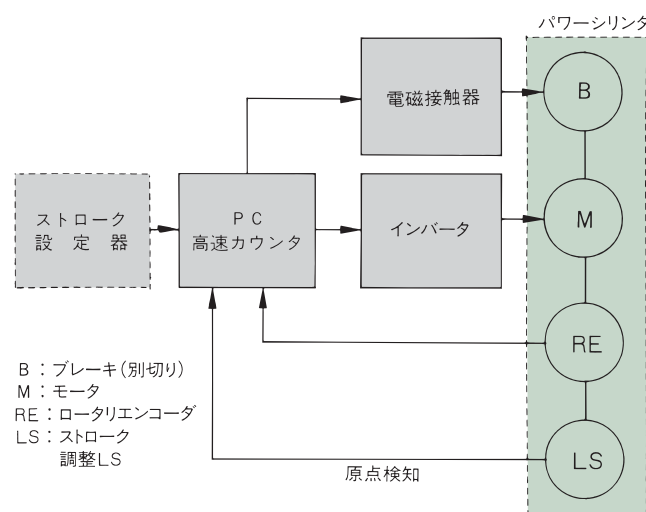 パワーシリンダ
電磁接触器
B
ストローク
設定器
PC
高速カウンタ
インバータ
M
RE
B：ブレーキ（別切り）
M：モータ
RE：ロータリエンコーダ
LS：ストローク
調整LS
原点検知
LS